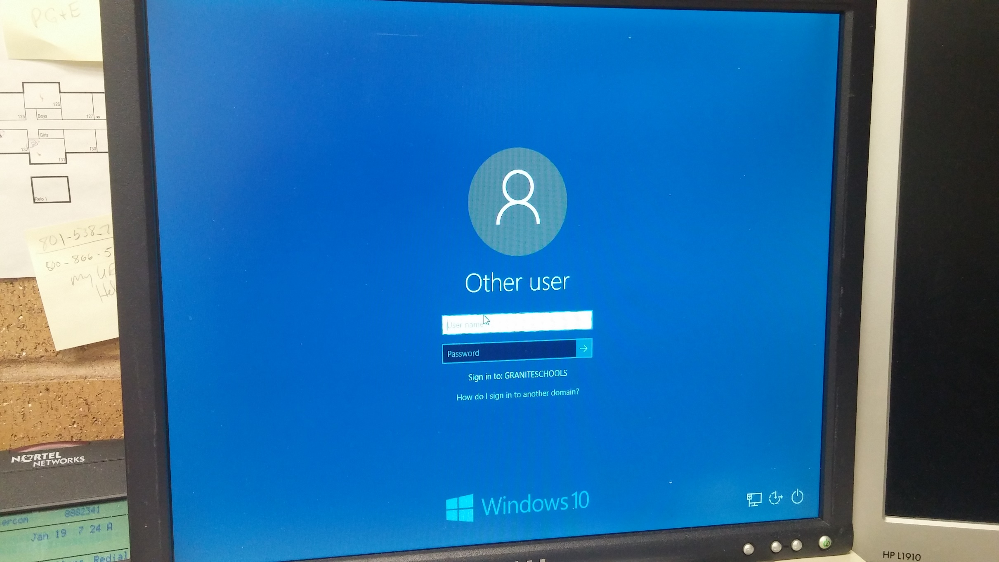 PG+E
126
125
Boys
127
Girls
132
130
131
Relo 1
801-538-7
800-866-5
my
NORTEL
NETWORKS
8882341
Jan 19 7 24 A
Redial
Other user
User name
Password
Sign in to: GRANITESCHOOLS
How do I sign in to another domain?
Windows 10
HP L1910